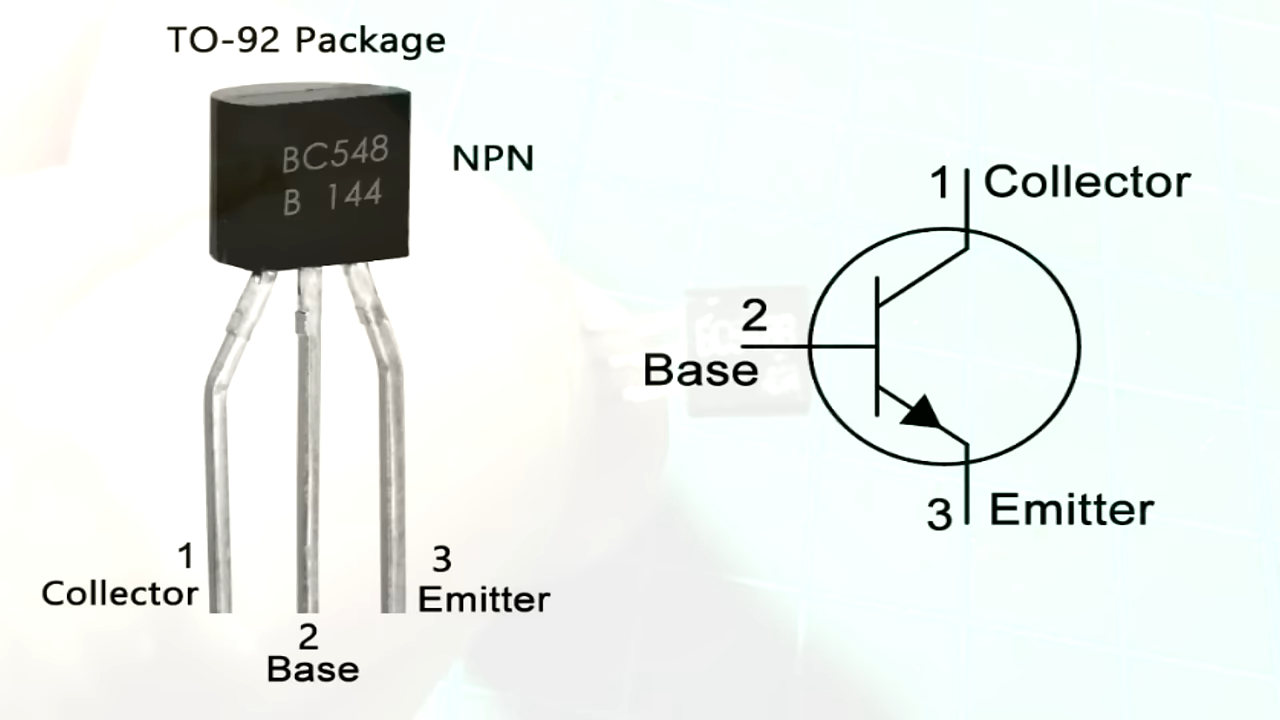 TO-92 Package
BC548
B 144
NPN
1
Collector
2
Base
3
Emitter
1 Collector
2
Base
3 Emitter